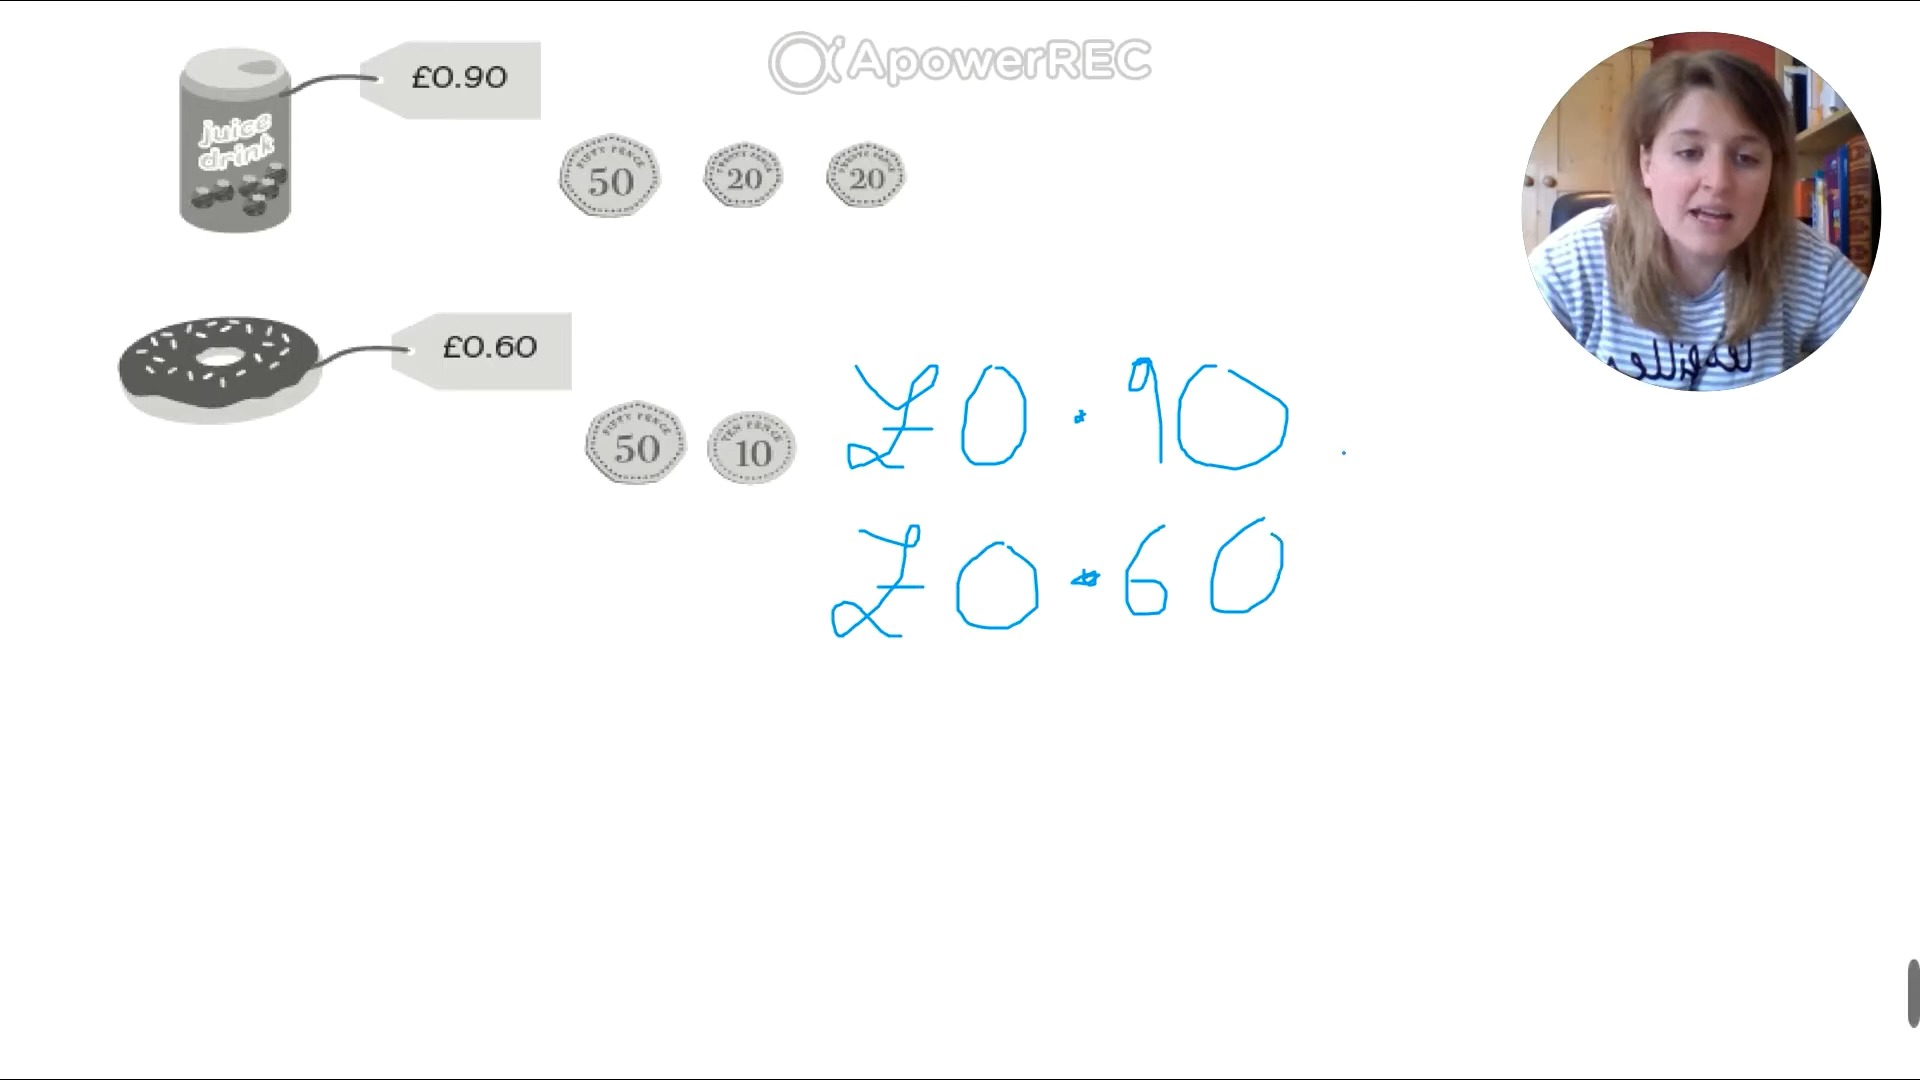 £0.90
ApowerREC
juice
drink
FIFTY PENCE
50
TWENTY PENCE
20
TWENTY PENCE
20
£0.60
FIFTY PENCE
50
TEN PENCE
10
£0.90
£0.60